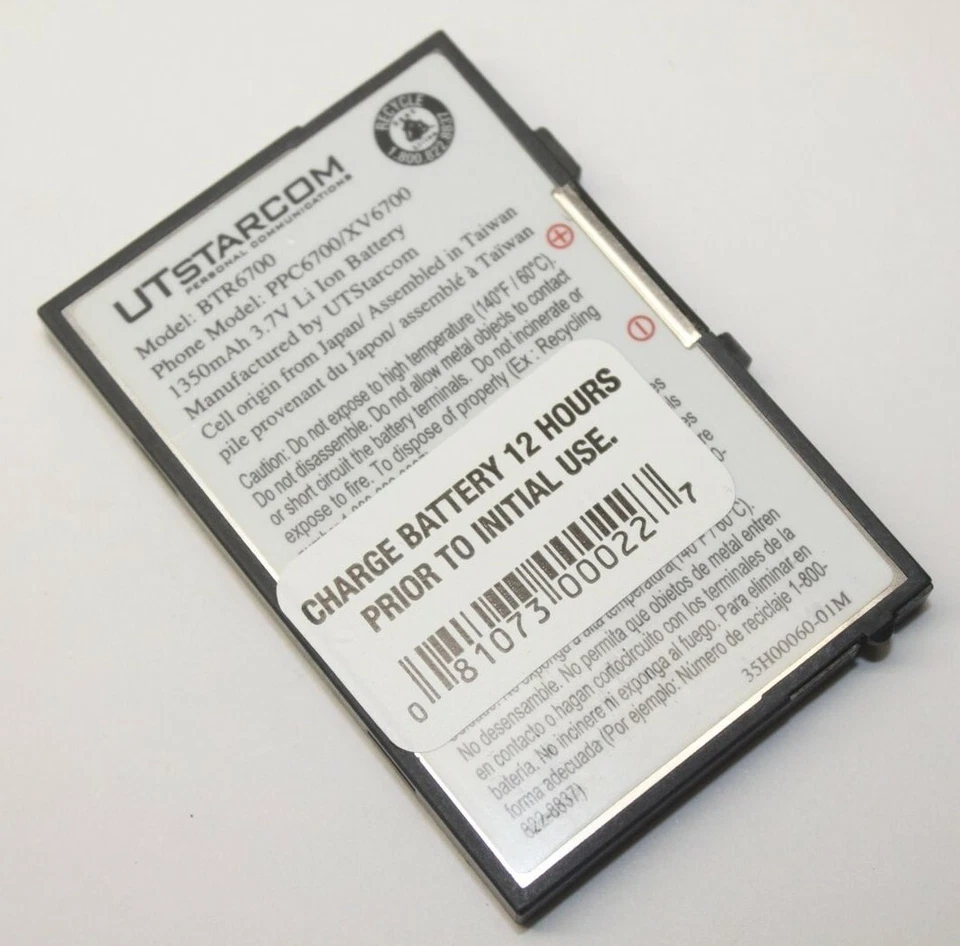 RECYCLE
1.800.822.8837
UTSTARCOM
PERSONAL COMMUNICATIONS
Model: BTR6700
Phone Model: PPC6700/XV6700
1350mAh 3.7V Li Ion Battery
Manufactured by UTStarcom
Cell origin from Japan/ Assembled in Taiwan
pile provenant du Japon/ assemblé à Taiwan
Caution: Do not expose to high temperature (140°F / 60°C).
Do not disassemble. Do not allow metal objects to contact
or short circuit the battery terminals. Do not incinerate or
expose to fire. To dispose of properly (Ex : Recycling
CHARGE BATTERY 12 HOURS
PRIOR TO INITIAL USE.
0 81073 00022 7
alta temperatura(140°F / 60°C).
No desensamble. No permita que objetos de metal entren
en contacto o hagan cortocircuito con los terminales de la
batería. No incinere ni exponga al fuego. Para eliminar en
forma adecuada (Por ejemplo: Número de reciclaje 1-800-
822-8837)
35H00060-01M